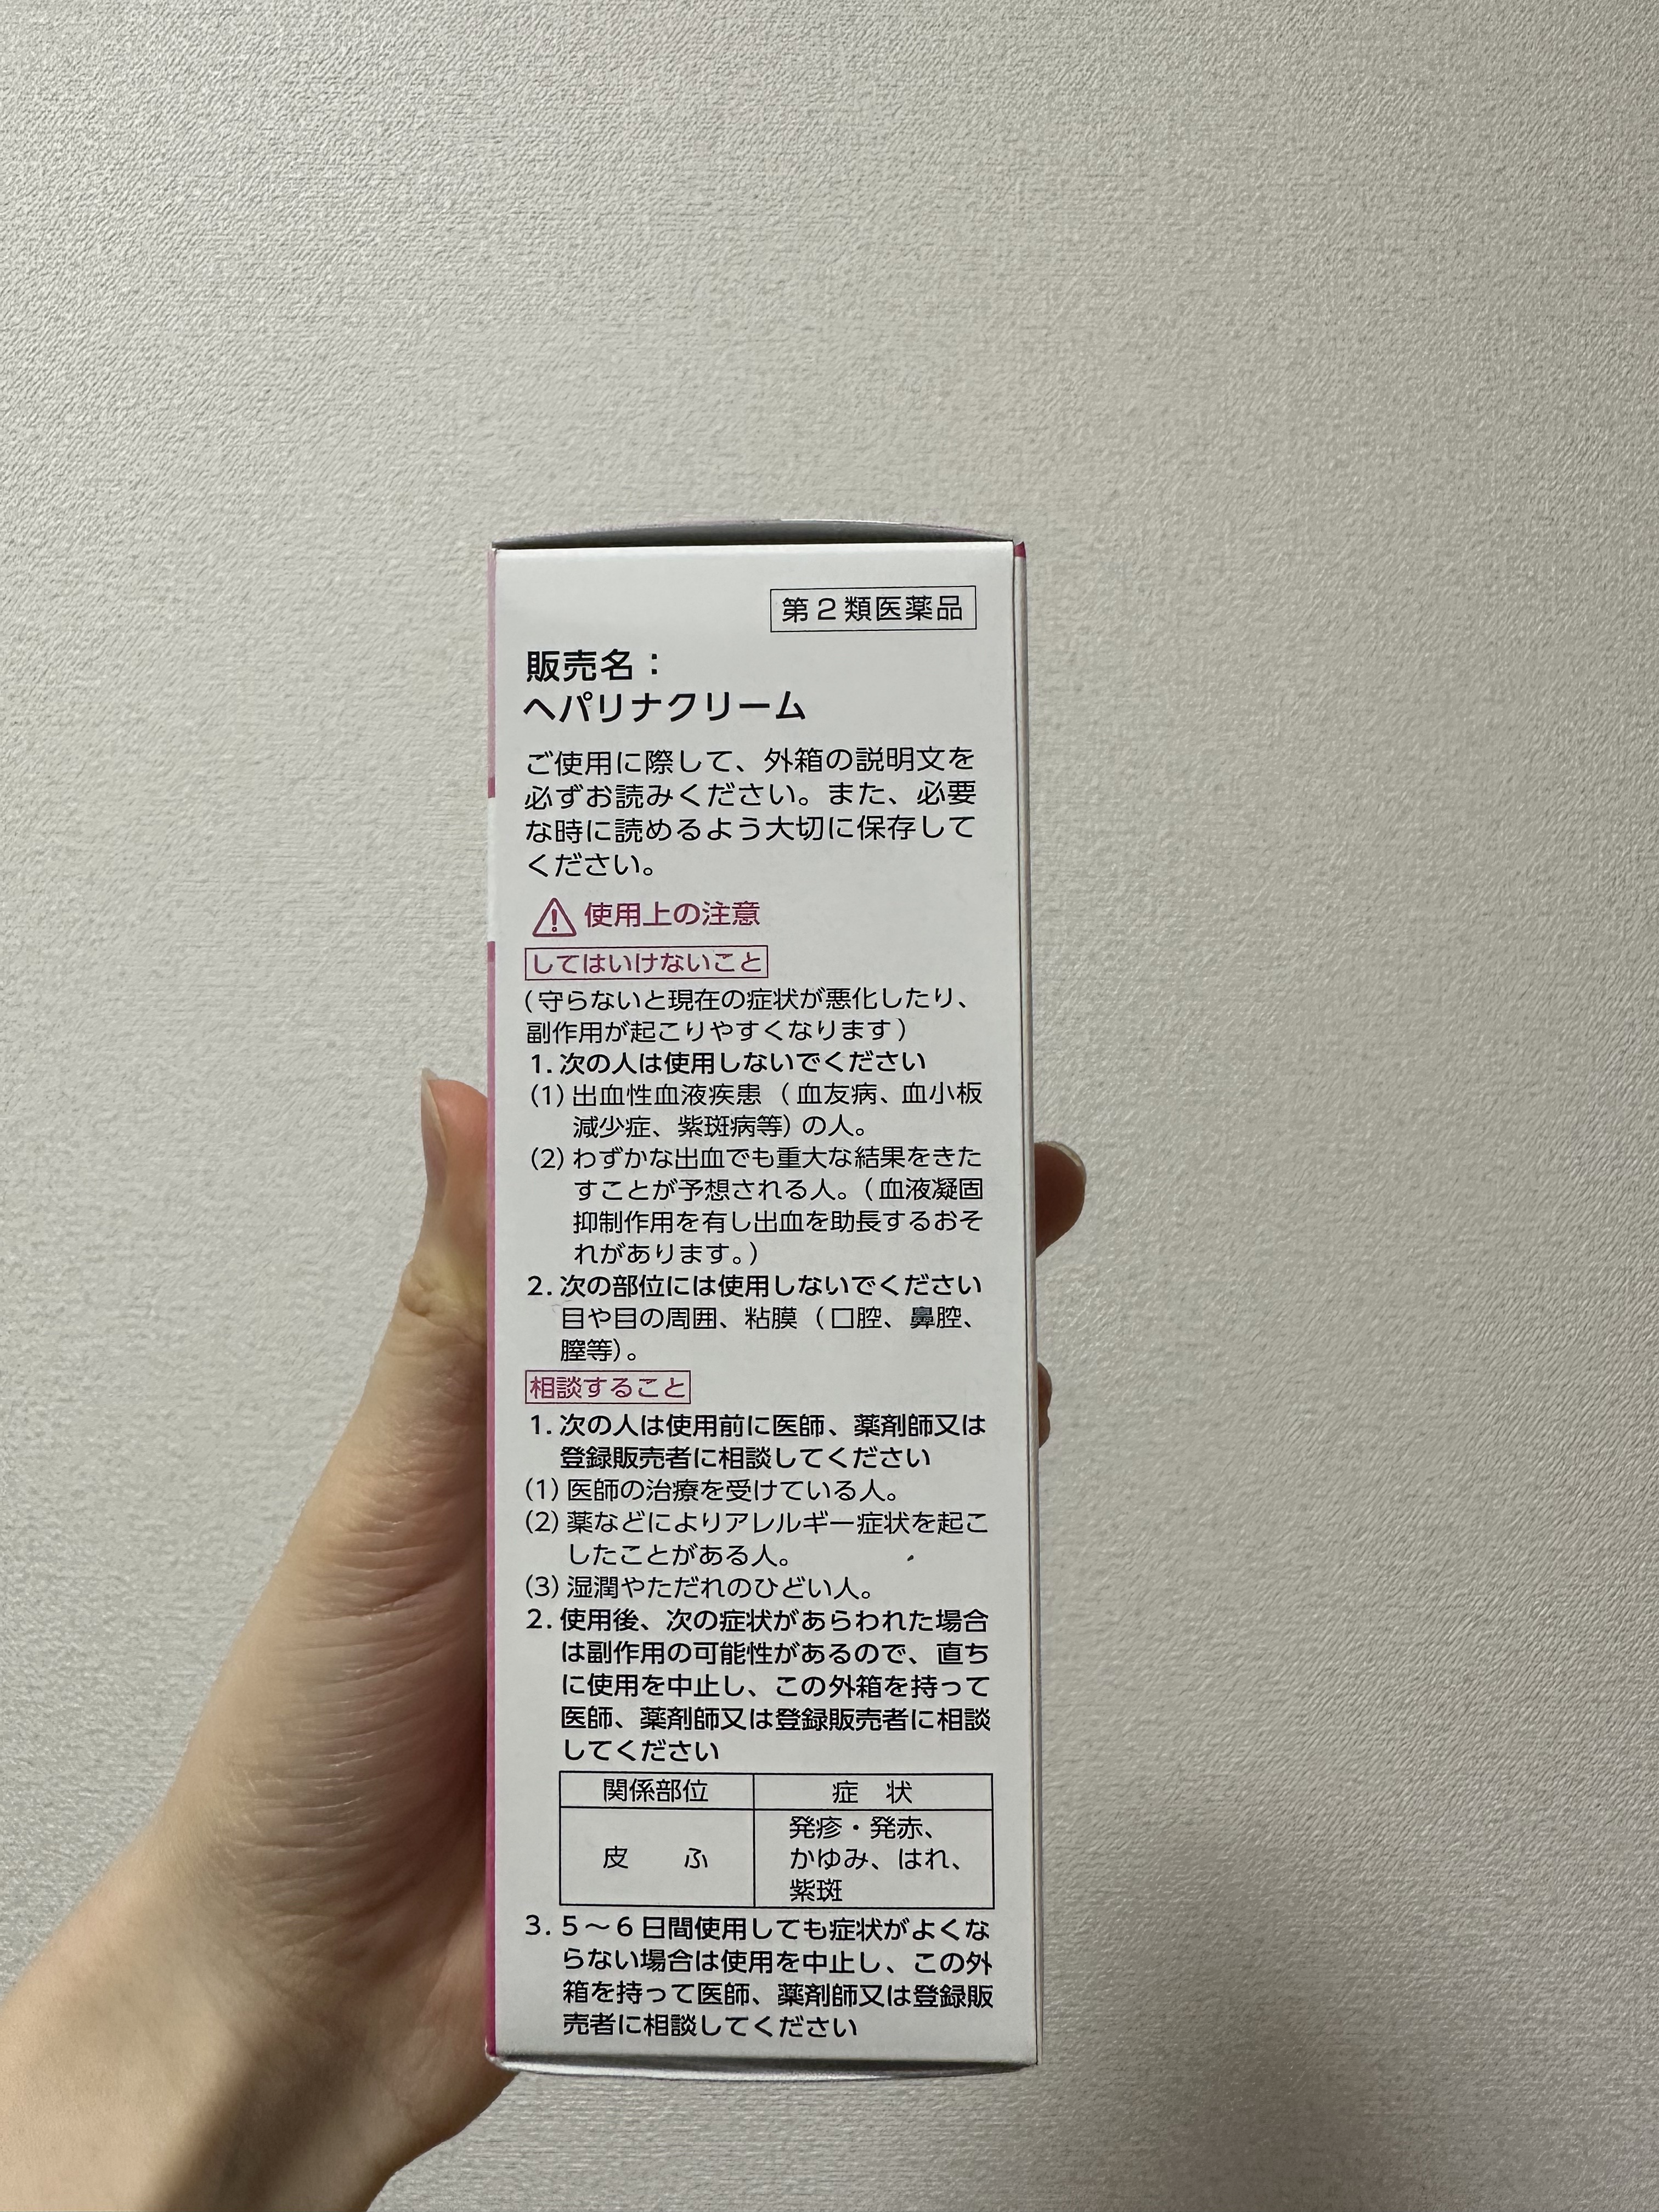 第2類医薬品
販売名：
ヘパリナクリーム
ご使用に際して、外箱の説明文を
必ずお読みください。また、必要
な時に読めるよう大切に保存して
ください。
使用上の注意
してはいけないこと
(守らないと現在の症状が悪化したり、
副作用が起こりやすくなります)
1. 次の人は使用しないでください
(1) 出血性血液疾患（血友病、血小板
減少症、紫斑病等)の人。
(2) わずかな出血でも重大な結果をきた
すことが予想される人。(血液凝固
抑制作用を有し出血を助長するおそ
れがあります。)
2. 次の部位には使用しないでください
目や目の周囲、粘膜（口腔、鼻腔、
膣等)。
相談すること
1. 次の人は使用前に医師、薬剤師又は
登録販売者に相談してください
(1) 医師の治療を受けている人。
(2) 薬などによりアレルギー症状を起こ
したことがある人。
(3) 湿潤やただれのひどい人。
2. 使用後、次の症状があらわれた場合
は副作用の可能性があるので、直ち
に使用を中止し、この外箱を持って
医師、薬剤師又は登録販売者に相談
してください
関係部位 症 状
皮 ふ 発疹・発赤、
かゆみ、はれ、
紫斑
3. 5～6日間使用しても症状がよくな
らない場合は使用を中止し、この外
箱を持って医師、薬剤師又は登録販
売者に相談してください